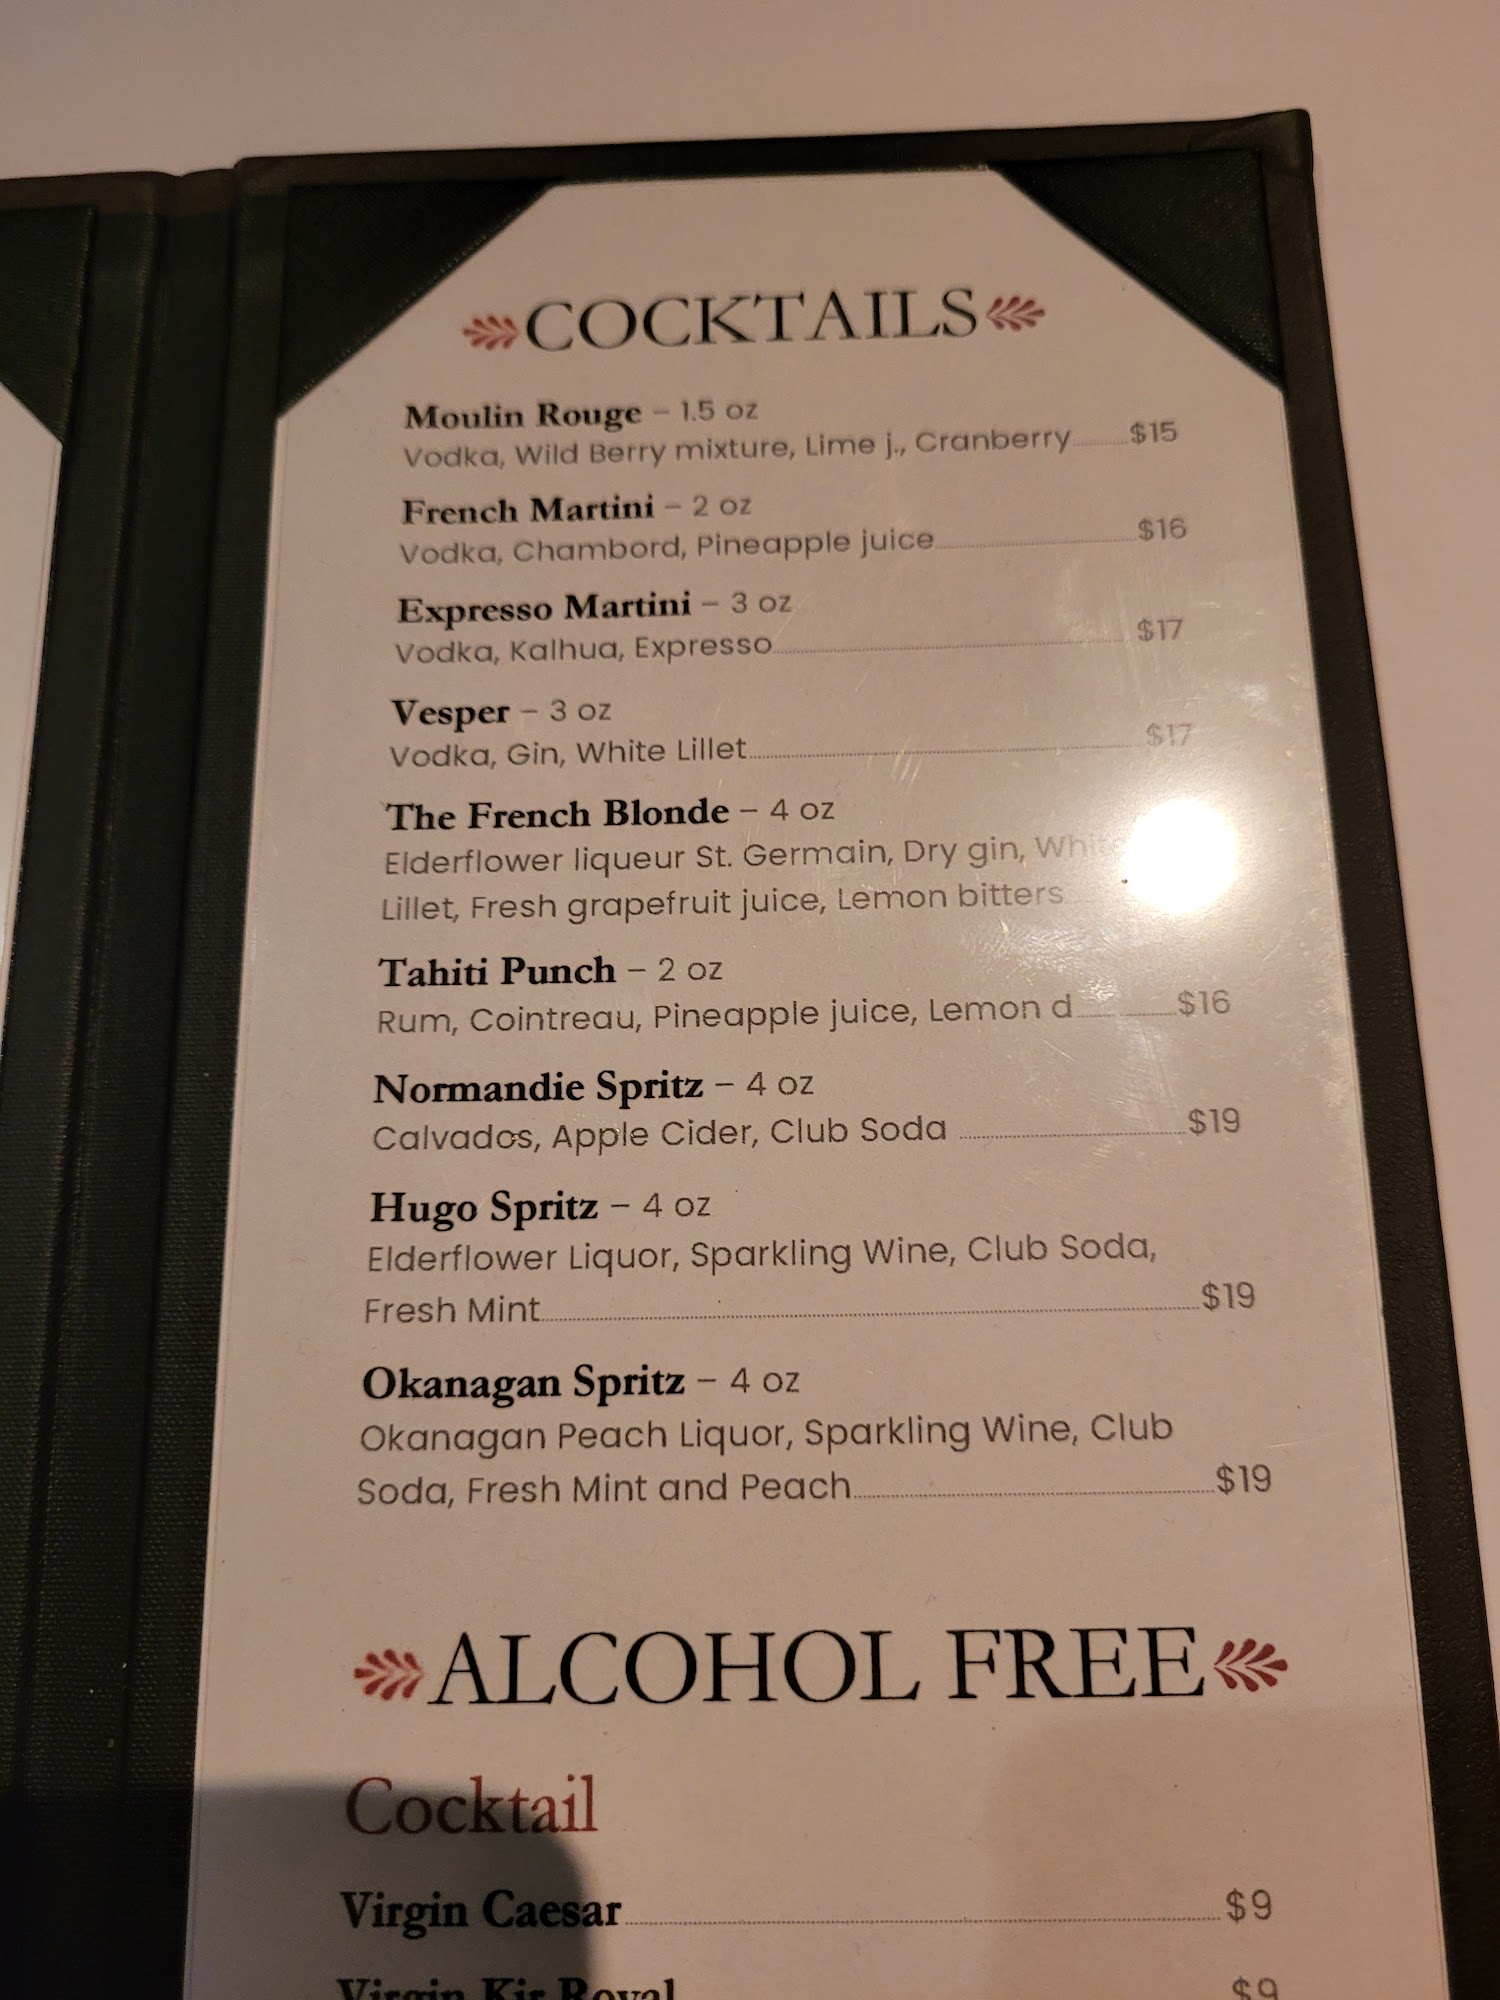 COCKTAILS
Moulin Rouge – 1.5 oz
Vodka, Wild Berry mixture, Lime j., Cranberry $15
French Martini – 2 oz
Vodka, Chambord, Pineapple juice $16
Expresso Martini – 3 oz
Vodka, Kalhua, Expresso $17
Vesper – 3 oz
Vodka, Gin, White Lillet $17
The French Blonde – 4 oz
Elderflower liqueur St. Germain, Dry gin, White
Lillet, Fresh grapefruit juice, Lemon bitters
Tahiti Punch – 2 oz
Rum, Cointreau, Pineapple juice, Lemon d $16
Normandie Spritz – 4 oz
Calvados, Apple Cider, Club Soda $19
Hugo Spritz – 4 oz
Elderflower Liquor, Sparkling Wine, Club Soda,
Fresh Mint $19
Okanagan Spritz – 4 oz
Okanagan Peach Liquor, Sparkling Wine, Club
Soda, Fresh Mint and Peach $19
ALCOHOL FREE
Cocktail
Virgin Caesar $9
Virgin Kir Royal $9